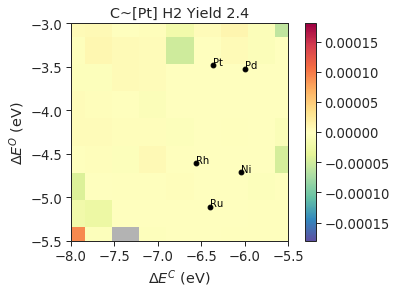 C~[Pt] H2 Yield 2.4
−3.0
−3.5
−4.0
−4.5
−5.0
−5.5
ΔE^O (eV)
Pt
Pd
Rh
Ni
Ru
−8.0 −7.5 −7.0 −6.5 −6.0 −5.5
ΔE^C (eV)
0.00015
0.00010
0.00005
0.00000
−0.00005
−0.00010
−0.00015